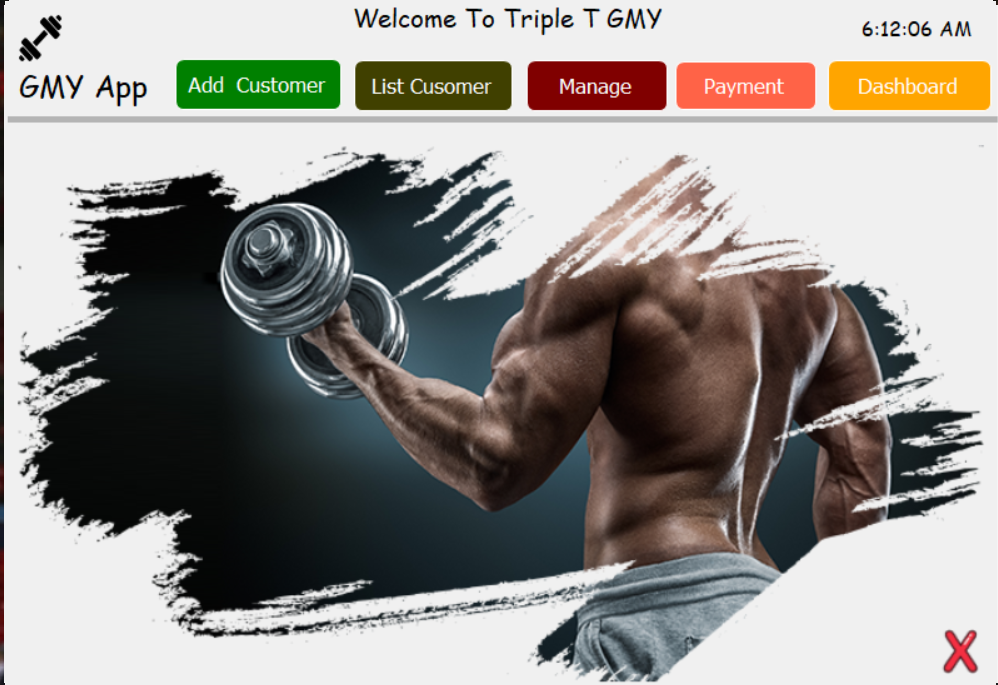 Welcome To Triple T GMY
6:12:06 AM
GMY App
Add Customer
List Cusomer
Manage
Payment
Dashboard
X